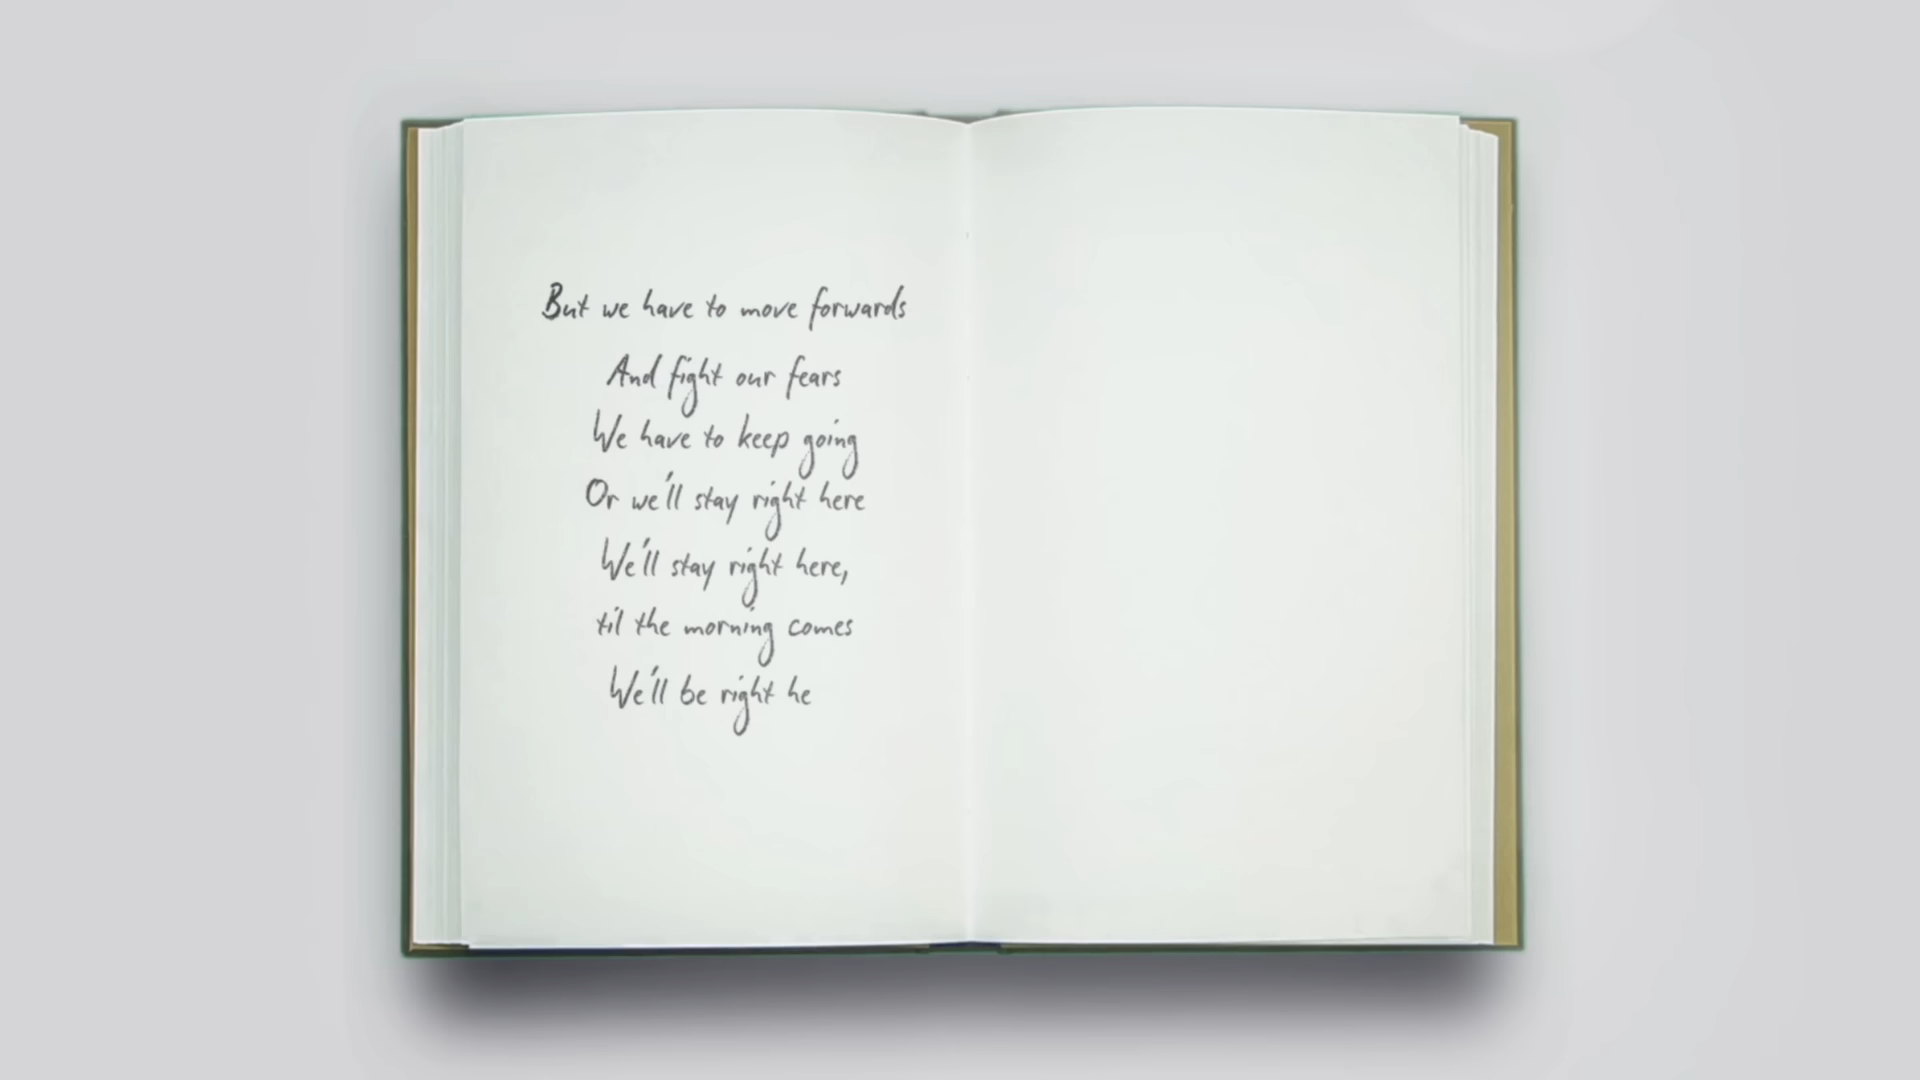 But we have to move forwards
And fight our fears
We have to keep going
Or we'll stay right here
We'll stay right here,
til the morning comes
We'll be right he